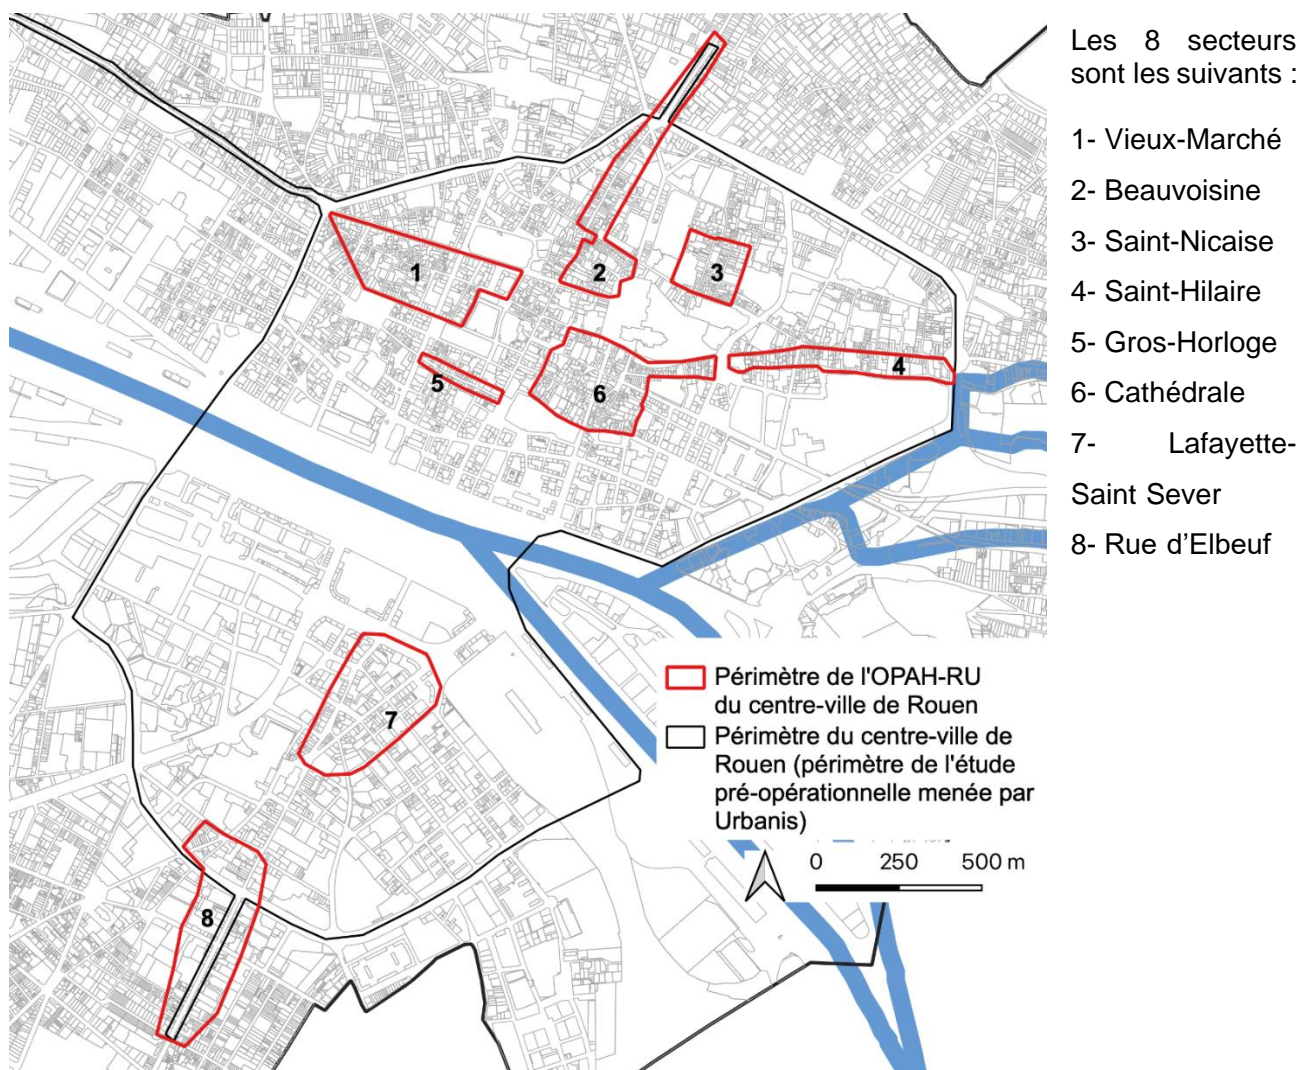 Les 8 secteurs
sont les suivants :
1- Vieux-Marché
2- Beauvoisine
3- Saint-Nicaise
4- Saint-Hilaire
5- Gros-Horloge
6- Cathédrale
7- Lafayette-
Saint Sever
8- Rue d’Elbeuf
1
2
3
4
5
6
7
8
Périmètre de l'OPAH-RU
du centre-ville de Rouen
Périmètre du centre-ville de
Rouen (périmètre de l'étude
pré-opérationnelle menée par
Urbanis)
0 250 500 m